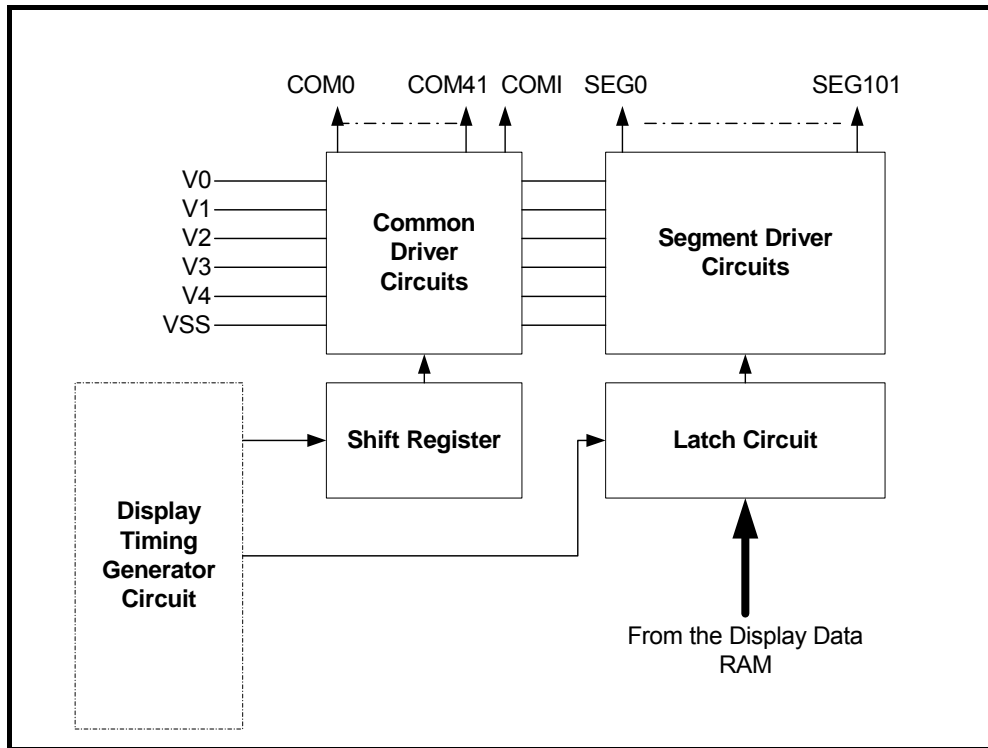 COM0 COM41 COMI SEG0 SEG101
V0
V1
V2
V3
V4
VSS
Common
Driver
Circuits
Segment Driver
Circuits
Shift Register
Latch Circuit
Display
Timing
Generator
Circuit
From the Display Data
RAM